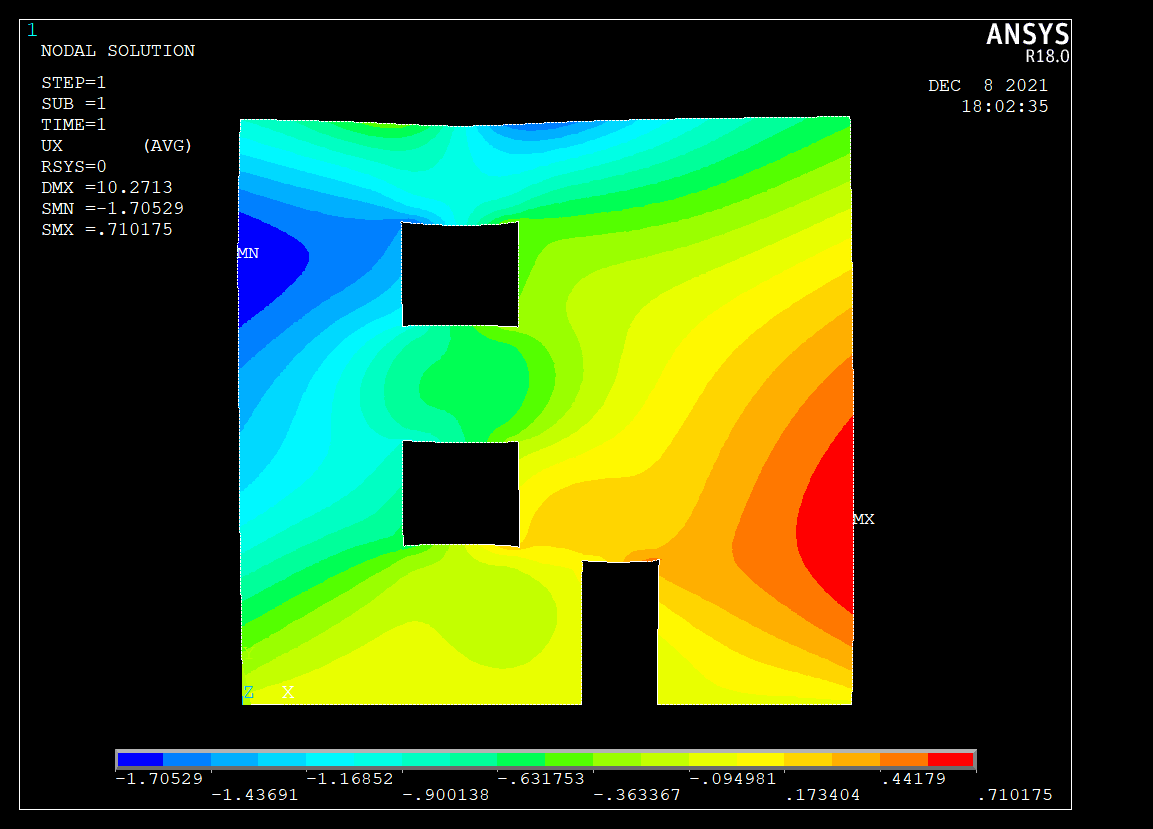 1
ANSYS
R18.0
NODAL SOLUTION
STEP=1
SUB =1
TIME=1
UX (AVG)
RSYS=0
DMX =10.2713
SMN =-1.70529
SMX =.710175
DEC 8 2021
18:02:35
MN
MX
Z X
-1.70529 -1.16852 -.631753 -.094981 .44179
-1.43691 -.900138 -.363367 .173404 .710175